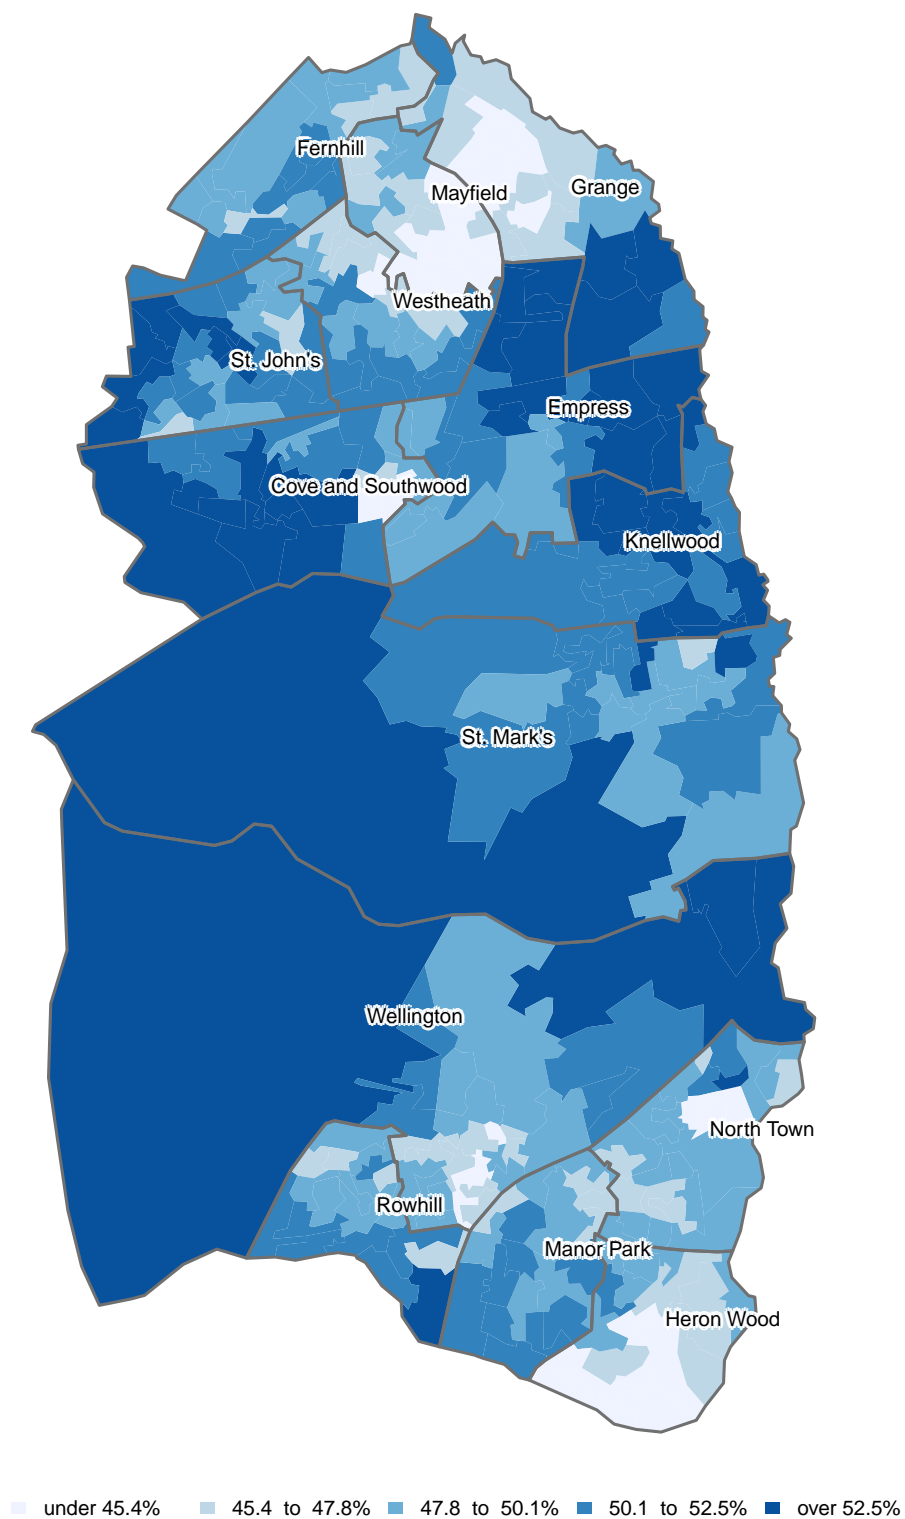 Fernhill
Mayfield
Grange
Westheath
St. John's
Empress
Cove and Southwood
Knellwood
St. Mark's
Wellington
North Town
Rowhill
Manor Park
Heron Wood
under 45.4% 45.4 to 47.8% 47.8 to 50.1% 50.1 to 52.5% over 52.5%